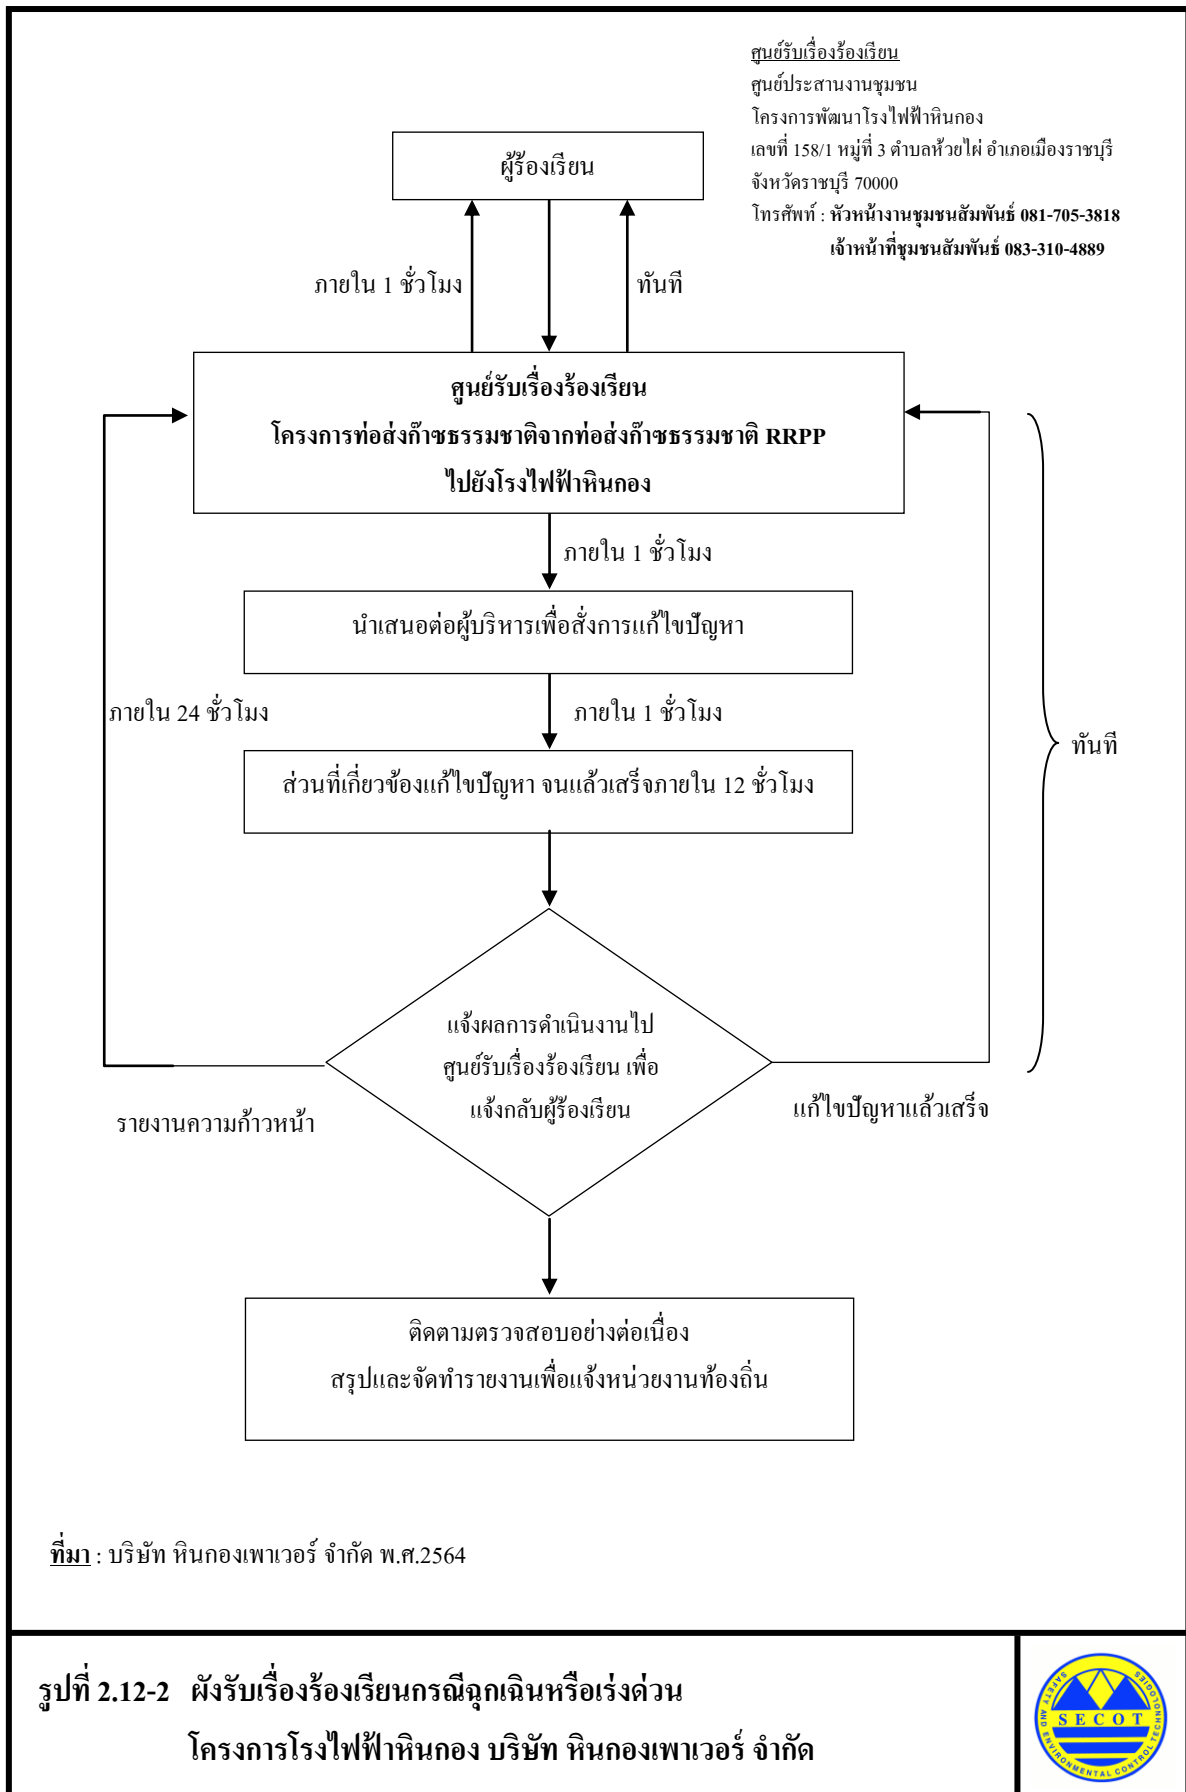 ศูนย์รับเรื่องร้องเรียน
ศูนย์ประสานงานชุมชน
โครงการพัฒนาโรงไฟฟ้าหินกอง
เลขที่ 158/1 หมู่ที่ 3 ตำบลห้วยไผ่ อำเภอเมืองราชบุรี
จังหวัดราชบุรี 70000
โทรศัพท์ : หัวหน้างานชุมชนสัมพันธ์ 081-705-3818
เจ้าหน้าที่ชุมชนสัมพันธ์ 083-310-4889
ผู้ร้องเรียน
ภายใน 1 ชั่วโมง
ทันที
ศูนย์รับเรื่องร้องเรียน
โครงการท่อส่งก๊าซธรรมชาติจากท่อส่งก๊าซธรรมชาติ RRPP
ไปยังโรงไฟฟ้าหินกอง
ภายใน 1 ชั่วโมง
นำเสนอต่อผู้บริหารเพื่อสั่งการแก้ไขปัญหา
ภายใน 24 ชั่วโมง
ภายใน 1 ชั่วโมง
ทันที
ส่วนที่เกี่ยวข้องแก้ไขปัญหา จนแล้วเสร็จภายใน 12 ชั่วโมง
แจ้งผลการดำเนินงานไป
ศูนย์รับเรื่องร้องเรียน เพื่อ
แจ้งกลับผู้ร้องเรียน
รายงานความก้าวหน้า
แก้ไขปัญหาแล้วเสร็จ
ติดตามตรวจสอบอย่างต่อเนื่อง
สรุปและจัดทำรายงานเพื่อแจ้งหน่วยงานท้องถิ่น
ที่มา : บริษัท หินกองเพาเวอร์ จำกัด พ.ศ.2564
รูปที่ 2.12-2 ผังรับเรื่องร้องเรียนกรณีฉุกเฉินหรือเร่งด่วน
โครงการโรงไฟฟ้าหินกอง บริษัท หินกองเพาเวอร์ จำกัด
SECOT
SAFETY AND ENVIRONMENTAL CONTROL TECHNOLOGIES